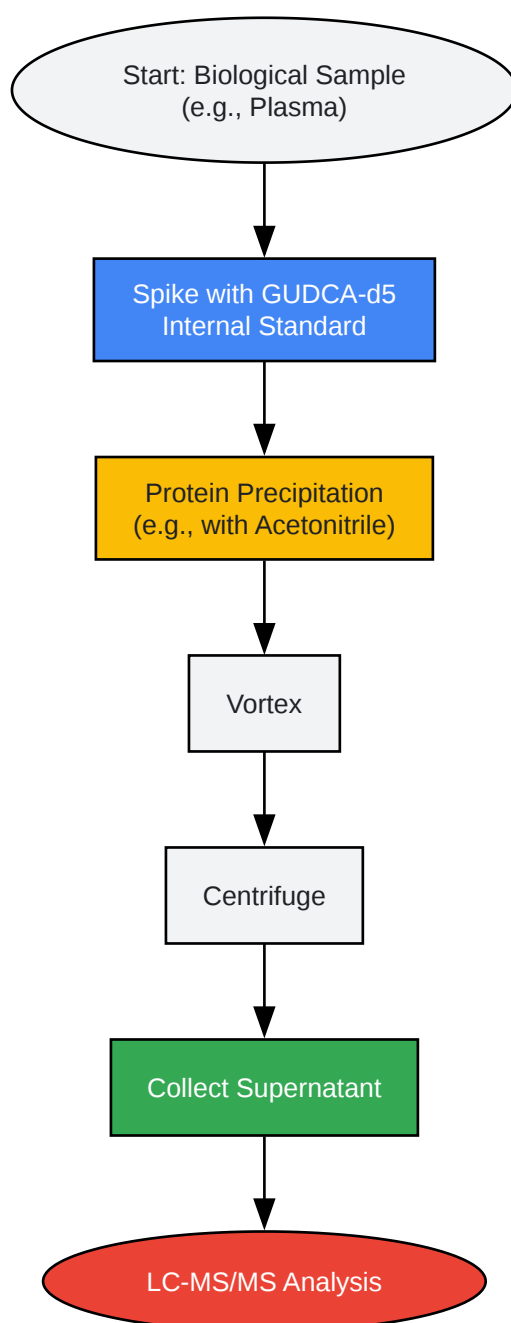 Start: Biological Sample
(e.g., Plasma)
Spike with GUDCA-d5
Internal Standard
Protein Precipitation
(e.g., with Acetonitrile)
Vortex
Centrifuge
Collect Supernatant
LC-MS/MS Analysis